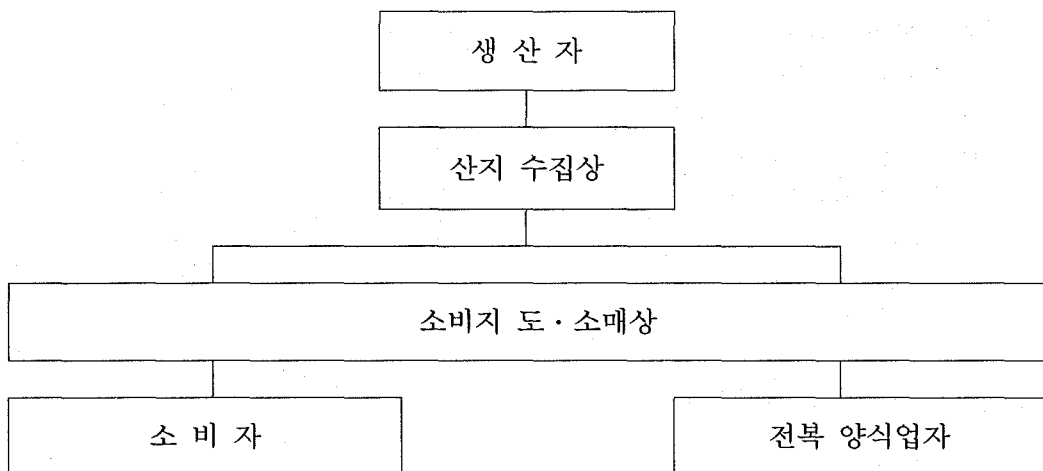 생 산 자
산지 수집상
소비지 도 · 소매상
소 비 자
전복 양식업자